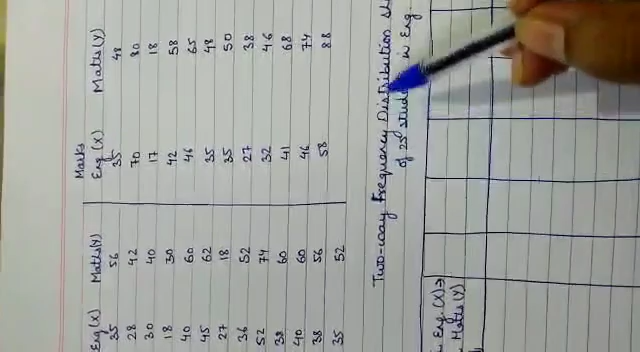 Marks
Eng (X) Maths(Y) Eng (X) Maths(Y)
35 56 35 48
28 42 70 80
30 40 17 18
18 30 42 58
40 60 46 65
45 62 35 48
27 18 35 50
36 52 27 38
52 74 32 46
38 60 41 68
40 60 46 74
38 56 58 88
35 52
Two-way Frequency Distribution
of 25 in Eng.
Eng. (X)→
Maths (Y)